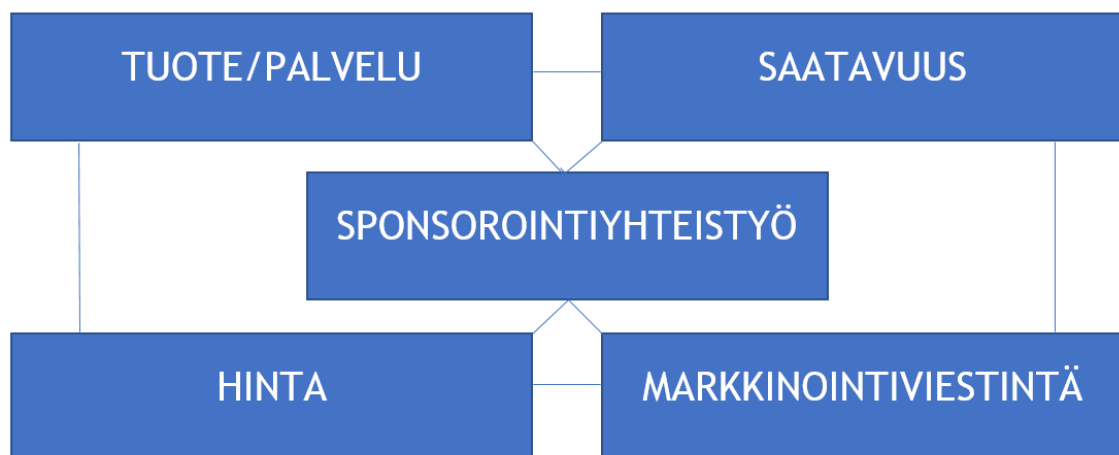 TUOTE/PALVELU
SAATAVUUS
SPONSOROINTIYHTEISTYÖ
HINTA
MARKKINOINTIVIESTINTÄ